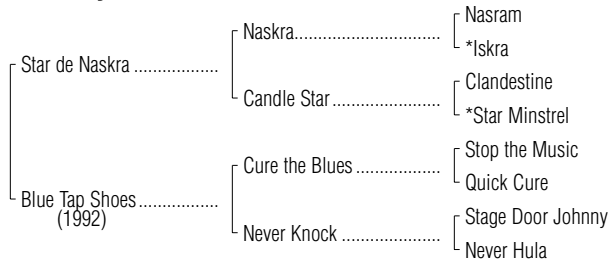 Nasram
Naskra..............................
*Iskra
Star de Naskra ..................
Clandestine
Candle Star.......................
*Star Minstrel
Stop the Music
Cure the Blues ..................
Quick Cure
Blue Tap Shoes.................
(1992)
Stage Door Johnny
Never Knock .....................
Never Hula